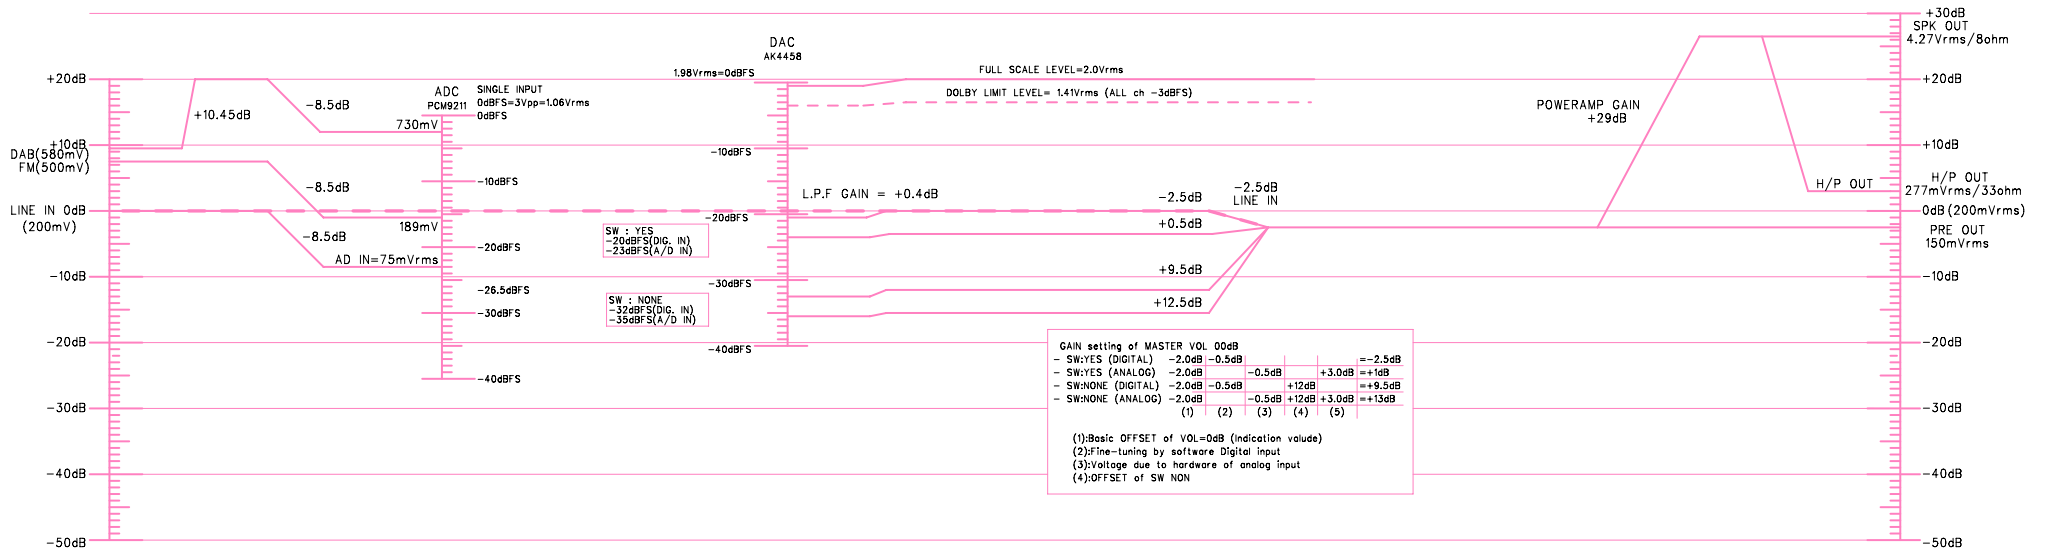 +30dB
SPK OUT
4.27Vrms/8ohm
DAC
AK4458
1.98Vrms=0dBFS
FULL SCALE LEVEL=2.0Vrms
+20dB
+20dB
ADC
PCM9211
SINGLE INPUT
0dBFS=3Vpp=1.06Vrms
0dBFS
DOLBY LIMIT LEVEL= 1.41Vrms (ALL ch -3dBFS)
-8.5dB
+10.45dB
730mV
POWERAMP GAIN
+29dB
+10dB
DAB(580mV)
FM(500mV)
-10dBFS
+10dB
-8.5dB
-10dBFS
L.P.F GAIN = +0.4dB
-2.5dB
-2.5dB
LINE IN
H/P OUT
H/P OUT
277mVrms/33ohm
LINE IN 0dB
(200mV)
-20dBFS
0dB(200mVrms)
189mV
-8.5dB
SW : YES
-20dBFS(DIG. IN)
-23dBFS(A/D IN)
+0.5dB
PRE OUT
150mVrms
-20dBFS
AD IN=75mVrms
+9.5dB
-10dB
-10dB
-26.5dBFS
-30dBFS
-30dBFS
SW : NONE
-32dBFS(DIG. IN)
-35dBFS(A/D IN)
+12.5dB
-20dB
-40dBFS
-20dB
-40dBFS
GAIN setting of MASTER VOL 00dB
- SW:YES (DIGITAL) -2.0dB -0.5dB =-2.5dB
- SW:YES (ANALOG) -2.0dB -0.5dB +3.0dB =+1dB
- SW:NONE (DIGITAL) -2.0dB -0.5dB +12dB =+9.5dB
- SW:NONE (ANALOG) -2.0dB -0.5dB +12dB +3.0dB =+13dB
(1) (2) (3) (4) (5)
(1):Basic OFFSET of VOL=0dB (Indication valude)
(2):Fine-tuning by software Digital input
(3):Voltage due to hardware of analog input
(4):OFFSET of SW NON
-30dB
-30dB
-40dB
-40dB
-50dB
-50dB